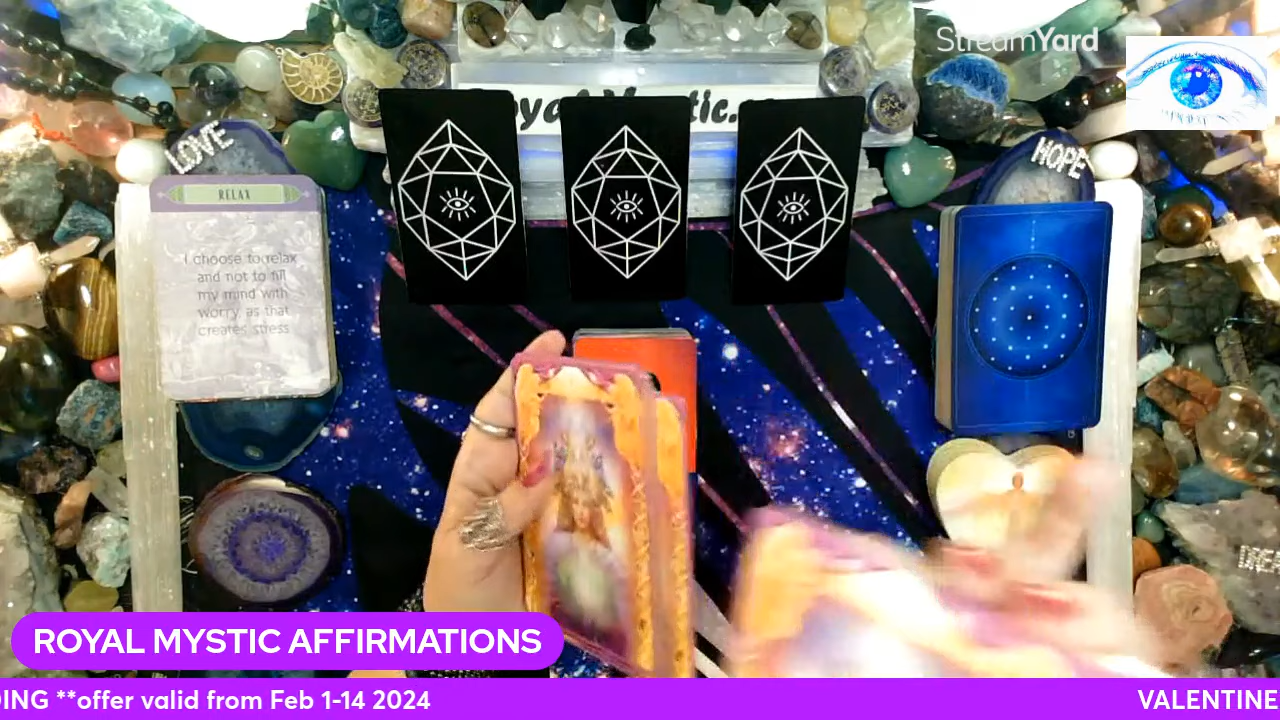 StreamYard
LOVE
HOPE
RELAX
I choose to relax
and not to fill
my mind with
worry, as that
creates stress
ROYAL MYSTIC AFFIRMATIONS
**offer valid from Feb 1-14 2024
VALENTINE